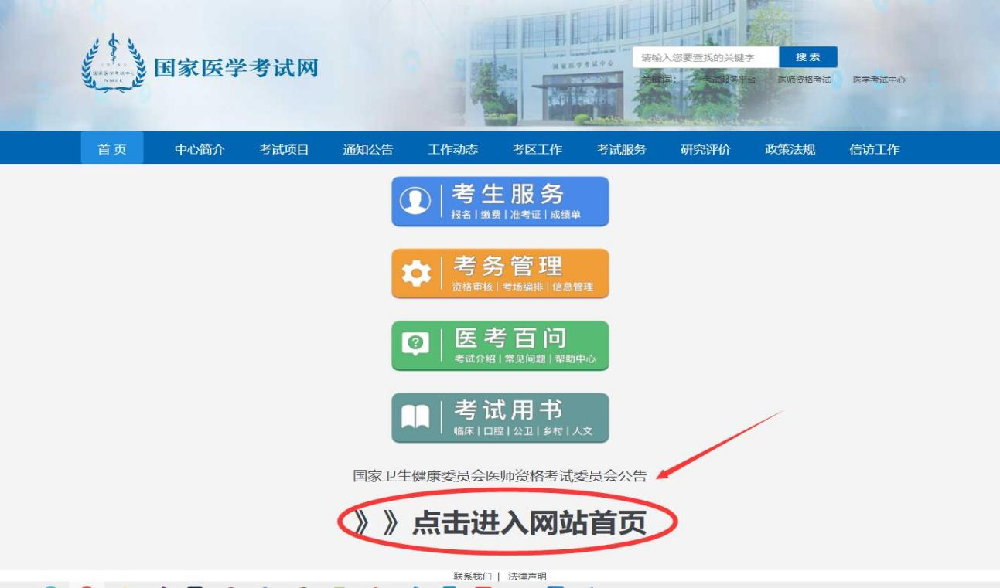 国家医学考试网
国家医学考试中心
NMEC
国家医学考试中心
请输入您要查找的关键字
搜 索
关键词： 考试服务平台 医师资格考试 医学考试中心
首 页 中心简介 考试项目 通知公告 工作动态 考区工作 考试服务 研究评价 政策法规 信访工作
考生服务
报名 | 缴费 | 准考证 | 成绩单
考务管理
资格审核 | 考场编排 | 信息管理
医考百问
考试介绍 | 常见问题 | 帮助中心
考试用书
临床 | 口腔 | 公卫 | 乡村 | 人文
国家卫生健康委员会医师资格考试委员会公告
》》点击进入网站首页
联系我们 | 法律声明